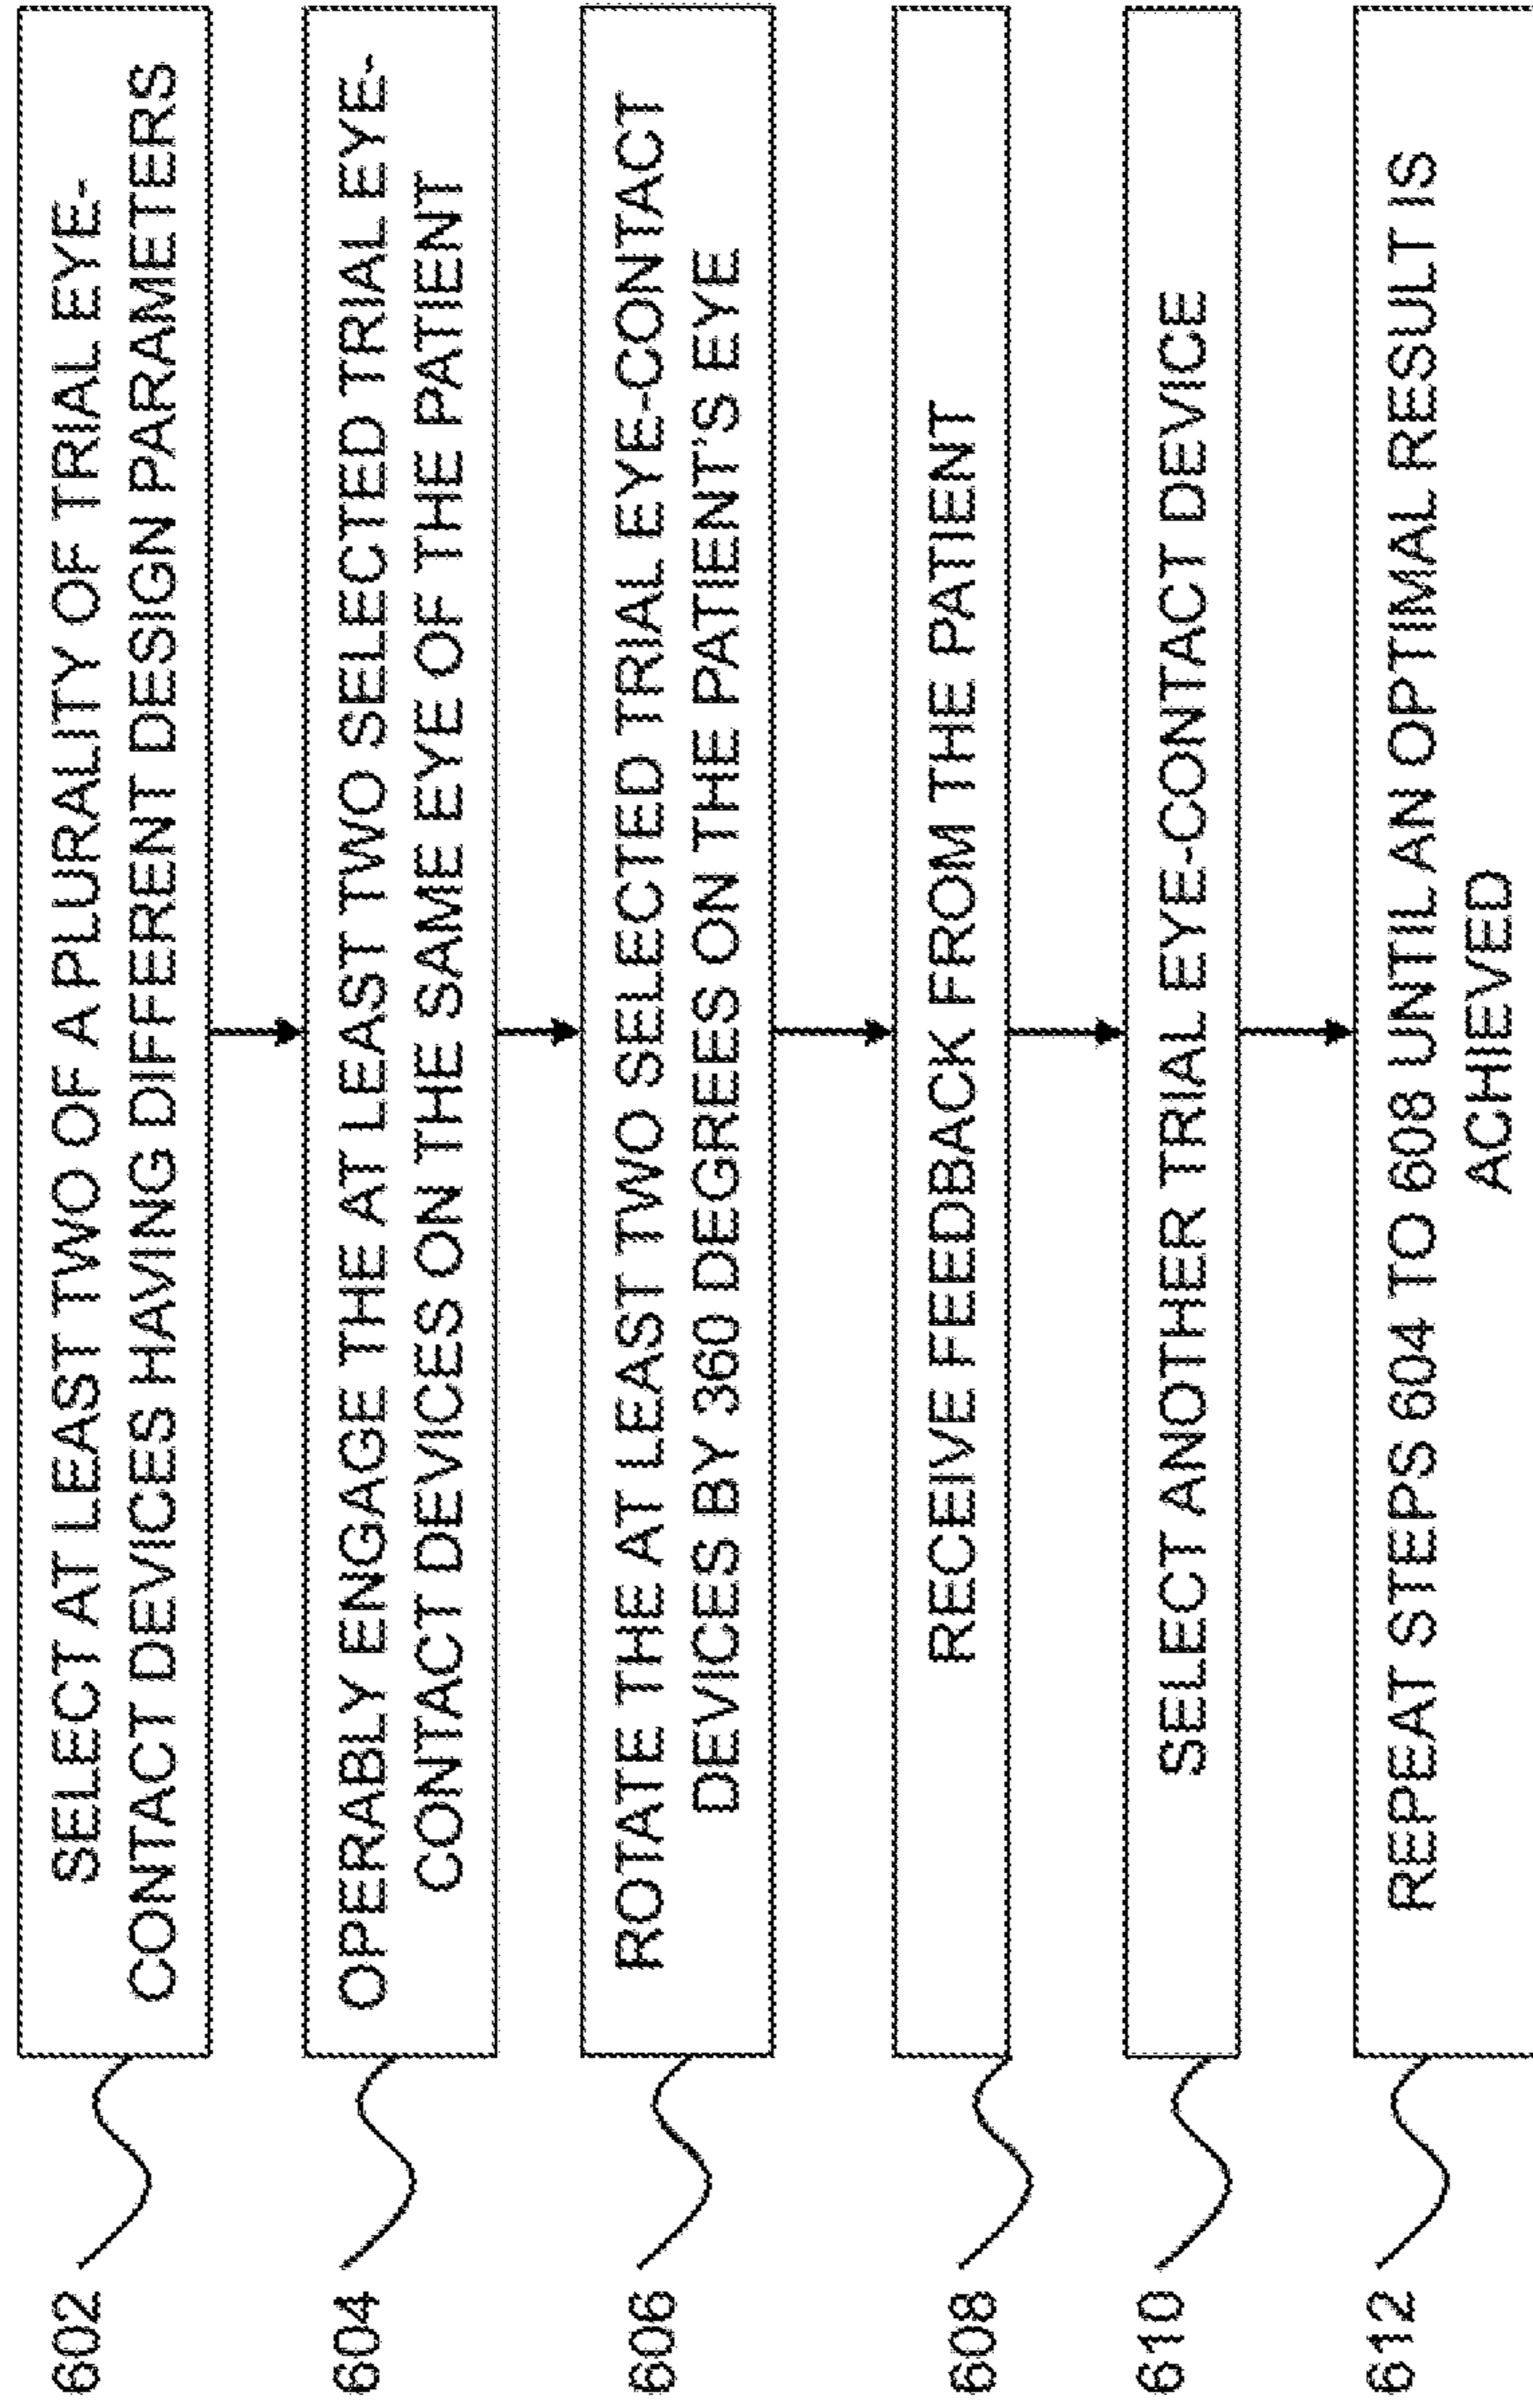 602
SELECT AT LEAST TWO OF A PLURALITY OF TRIAL EYE-
CONTACT DEVICES HAVING DIFFERENT DESIGN PARAMETERS
604
OPERABLY ENGAGE THE AT LEAST TWO SELECTED TRIAL EYE-
CONTACT DEVICES ON THE SAME EYE OF THE PATIENT
606
ROTATE THE AT LEAST TWO SELECTED TRIAL EYE-CONTACT
DEVICES BY 360 DEGREES ON THE PATIENT'S EYE
608
RECEIVE FEEDBACK FROM THE PATIENT
610
SELECT ANOTHER TRIAL EYE-CONTACT DEVICE
612
REPEAT STEPS 604 TO 608 UNTIL AN OPTIMAL RESULT IS
ACHIEVED